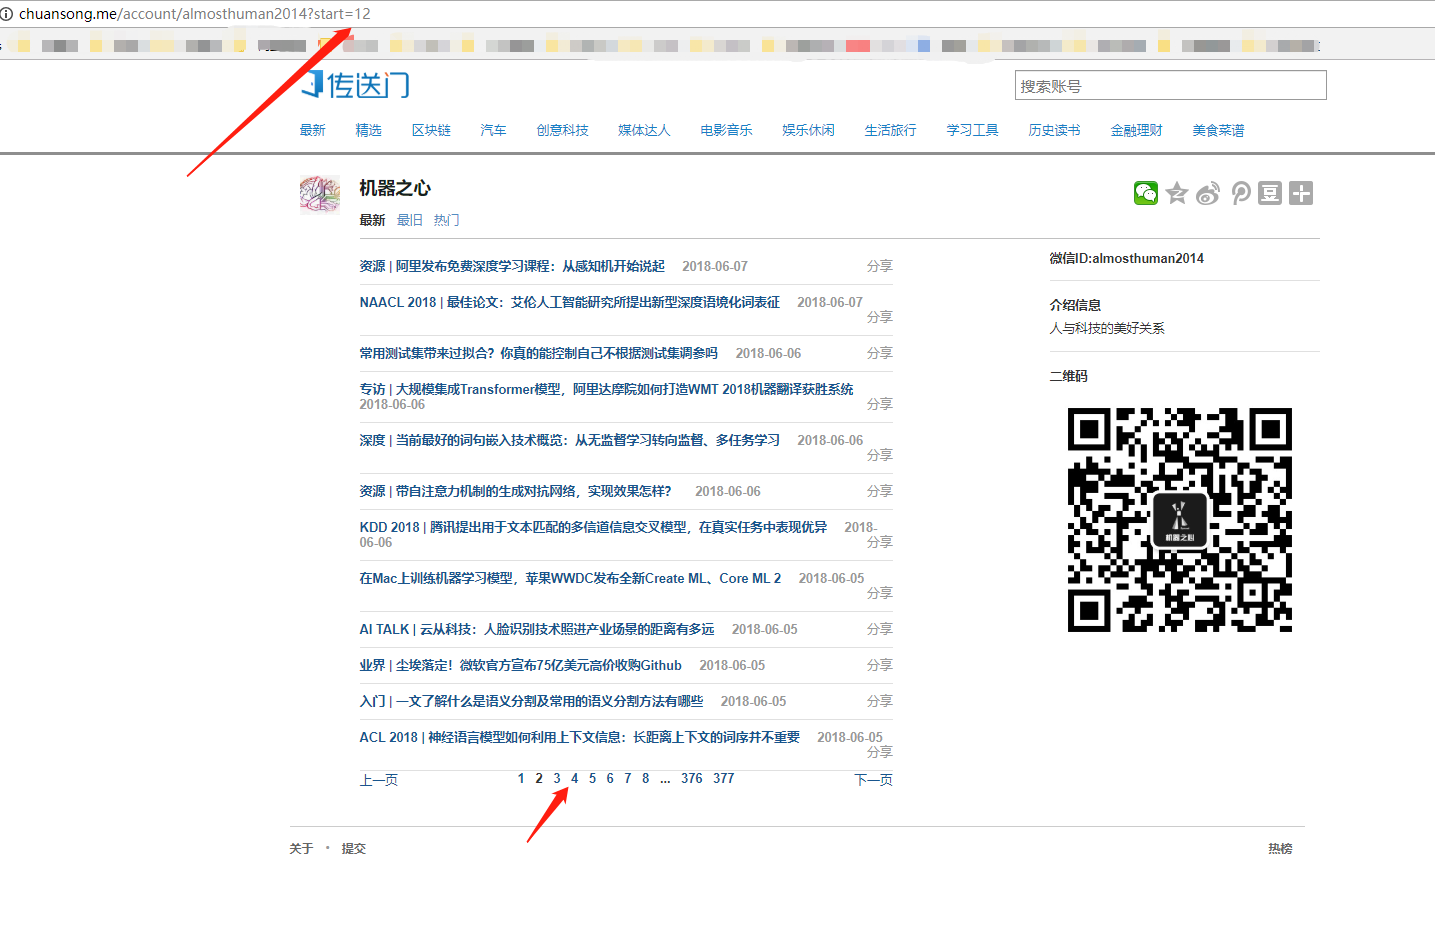 chuansong.me/account/almosthuman2014?start=12
传送门
搜索账号
最新 精选 区块链 汽车 创意科技 媒体达人 电影音乐 娱乐休闲 生活旅行 学习工具 历史读书 金融理财 美食菜谱
机器之心
最新 最旧 热门
资源 | 阿里发布免费深度学习课程：从感知机开始说起 2018-06-07 分享
NAACL 2018 | 最佳论文：艾伦人工智能研究所提出新型深度语境化词表征 2018-06-07
分享
常用测试集带来过拟合？你真的能控制自己不根据测试集调参吗 2018-06-06 分享
专访 | 大规模集成Transformer模型，阿里达摩院如何打造WMT 2018机器翻译获胜系统
2018-06-06 分享
深度 | 当前最好的词句嵌入技术概览：从无监督学习转向监督、多任务学习 2018-06-06
分享
资源 | 带自注意力机制的生成对抗网络，实现效果怎样？ 2018-06-06 分享
KDD 2018 | 腾讯提出用于文本匹配的多信道信息交叉模型，在真实任务中表现优异 2018-
06-06 分享
在Mac上训练机器学习模型，苹果WWDC发布全新Create ML、Core ML 2 2018-06-05
分享
AI TALK | 云从科技：人脸识别技术照进产业场景的距离有多远 2018-06-05 分享
业界 | 尘埃落定！微软官方宣布75亿美元高价收购Github 2018-06-05 分享
入门 | 一文了解什么是语义分割及常用的语义分割方法有哪些 2018-06-05 分享
ACL 2018 | 神经语言模型如何利用上下文信息：长距离上下文的词序并不重要 2018-06-05
分享
上一页 1 2 3 4 5 6 7 8 ... 376 377 下一页
微信ID:almosthuman2014
介绍信息
人与科技的美好关系
二维码
机器之心
关于 • 提交 热榜